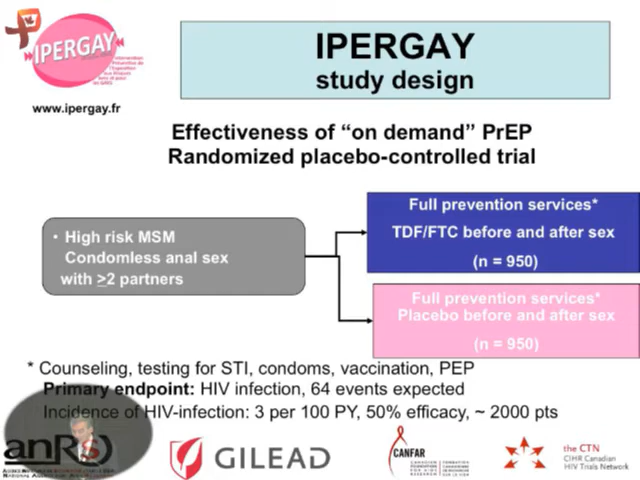 IPERGAY
www.ipergay.fr
IPERGAY
study design
Effectiveness of “on demand” PrEP
Randomized placebo-controlled trial
• High risk MSM
Condomless anal sex
with >2 partners
Full prevention services*
TDF/FTC before and after sex
(n = 950)
Full prevention services*
Placebo before and after sex
(n = 950)
* Counseling, testing for STI, condoms, vaccination, PEP
Primary endpoint: HIV infection, 64 events expected
Incidence of HIV-infection: 3 per 100 PY, 50% efficacy, ~ 2000 pts
anRs
GILEAD
CANFAR
the CTN
CIHR Canadian
HIV Trials Network